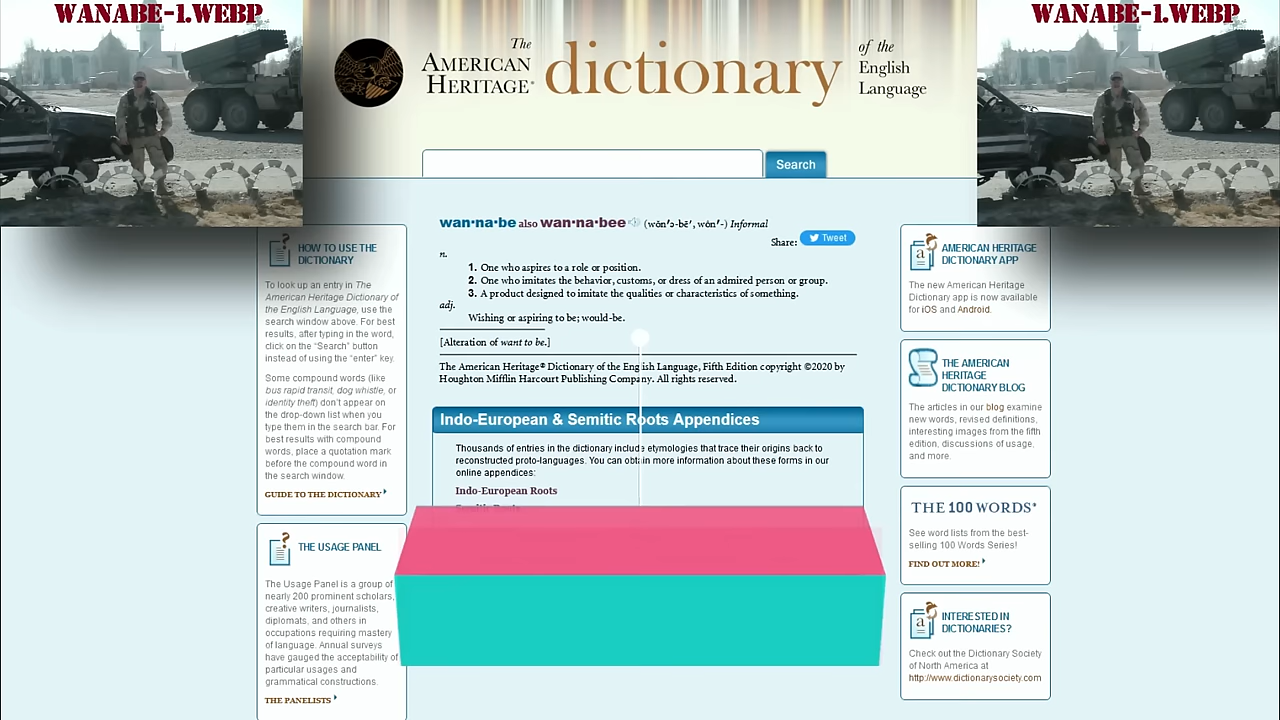 WANABE-1.WEBP
WANABE-1.WEBP
The
AMERICAN
HERITAGE®
dictionary
of the
English
Language
Search
wan·na·be also wan·na·bee (wŏn′ə-bē′, wôn′-) Informal
Share: Tweet
n.
1. One who aspires to a role or position.
2. One who imitates the behavior, customs, or dress of an admired person or group.
3. A product designed to imitate the qualities or characteristics of something.
adj.
Wishing or aspiring to be; would-be.
[Alteration of want to be.]
The American Heritage® Dictionary of the English Language, Fifth Edition copyright ©2020 by
Houghton Mifflin Harcourt Publishing Company. All rights reserved.
Indo-European & Semitic Roots Appendices
Thousands of entries in the dictionary include etymologies that trace their origins back to
reconstructed proto-languages. You can obtain more information about these forms in our
online appendices:
Indo-European Roots
HOW TO USE THE
DICTIONARY
To look up an entry in The
American Heritage Dictionary of
the English Language, use the
search window above. For best
results, after typing in the word,
click on the “Search” button
instead of using the “enter” key.
Some compound words (like
bus rapid transit, dog whistle, or
identity theft) don’t appear on
the drop-down list when you
type them in the search bar. For
best results with compound
words, place a quotation mark
before the compound word in
the search window.
GUIDE TO THE DICTIONARY
THE USAGE PANEL
The Usage Panel is a group of
nearly 200 prominent scholars,
creative writers, journalists,
diplomats, and others in
occupations requiring mastery
of language. Annual surveys
have gauged the acceptability of
particular usages and
grammatical constructions.
THE PANELISTS
AMERICAN HERITAGE
DICTIONARY APP
The new American Heritage
Dictionary app is now available
for iOS and Android.
THE AMERICAN
HERITAGE
DICTIONARY BLOG
The articles in our blog examine
new words, revised definitions,
interesting images from the fifth
edition, discussions of usage,
and more.
THE 100 WORDS®
See word lists from the best-
selling 100 Words Series!
FIND OUT MORE!
INTERESTED IN
DICTIONARIES?
Check out the Dictionary Society
of North America at
http://www.dictionarysociety.com